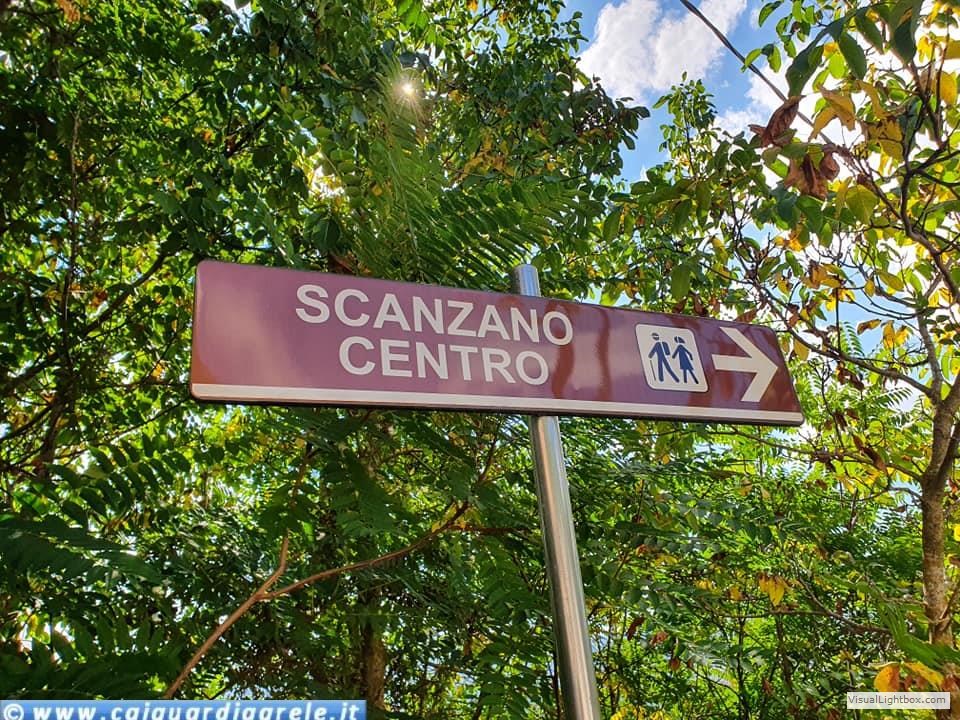 SCANZANO
CENTRO
© www.caiguardiagrele.it
VisualLightbox.com